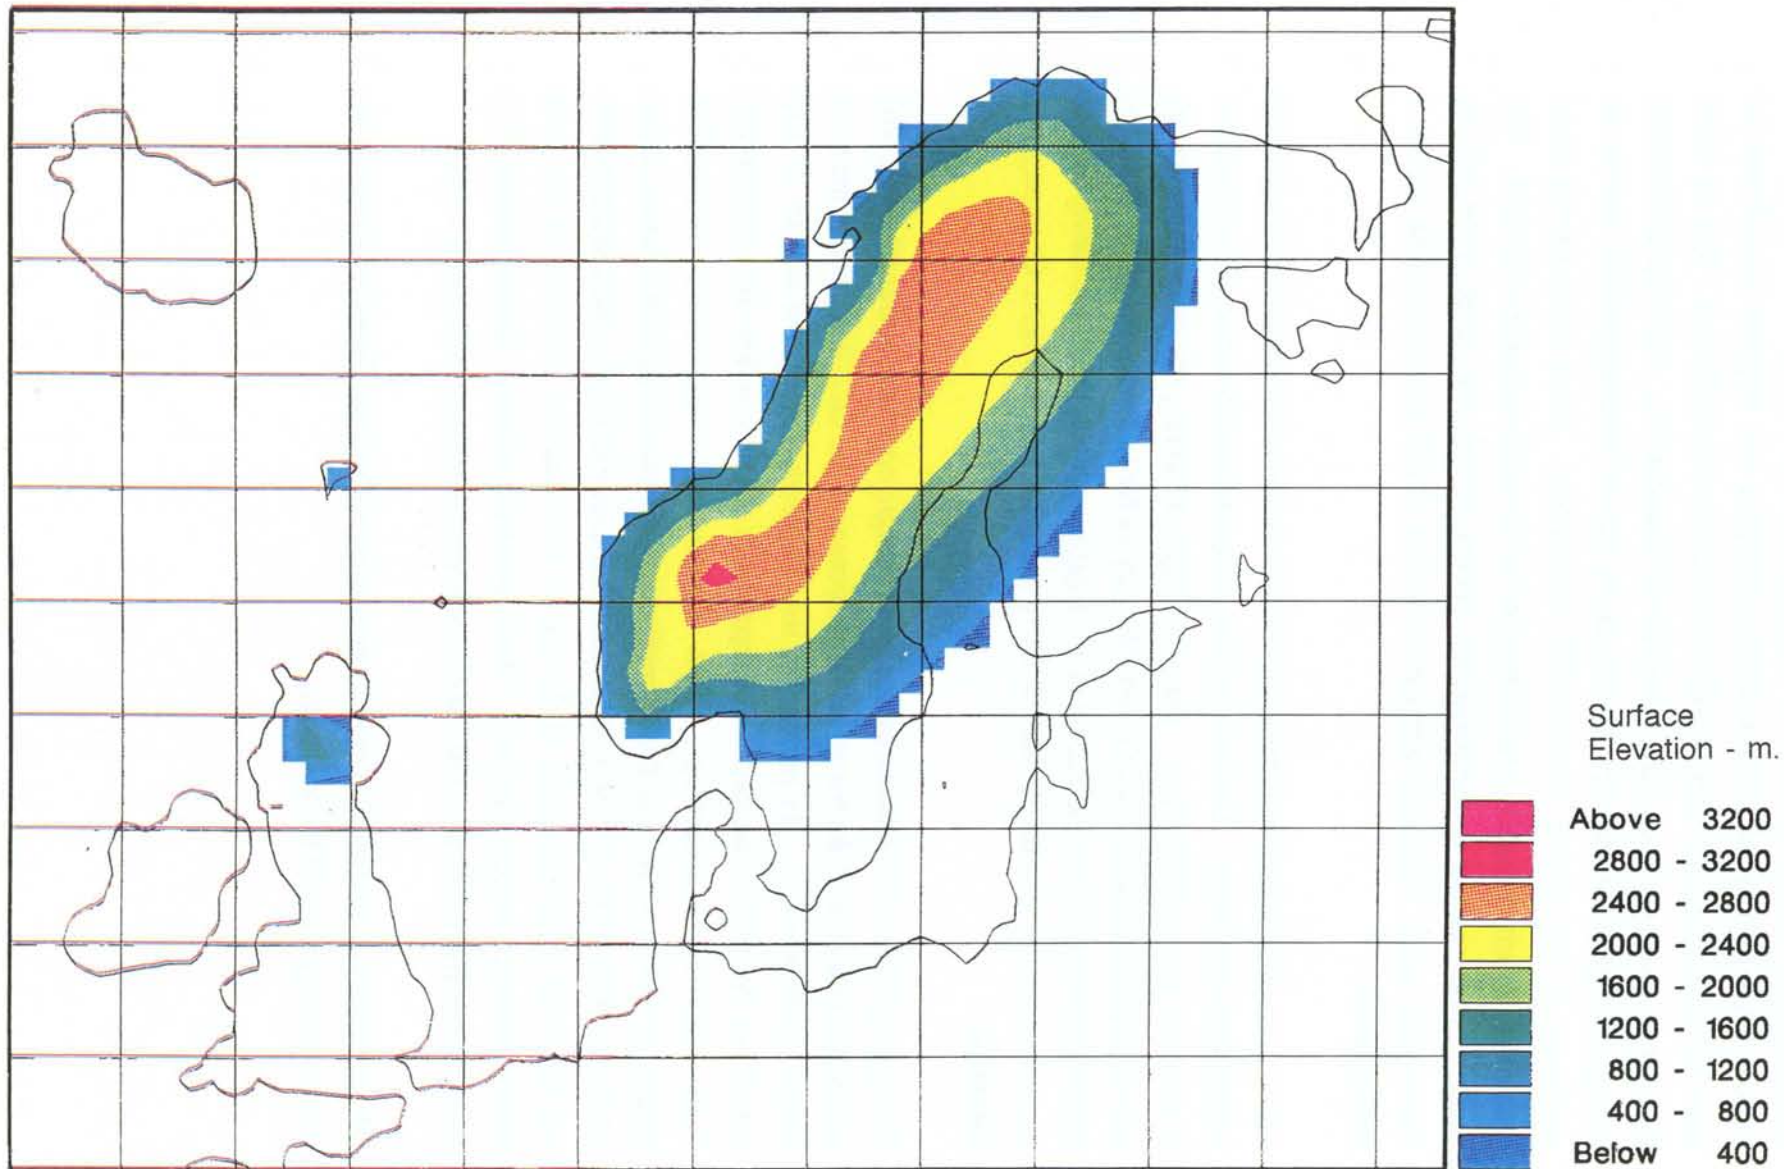 Surface
Elevation - m.
Above 3200
2800 - 3200
2400 - 2800
2000 - 2400
1600 - 2000
1200 - 1600
800 - 1200
400 - 800
Below 400